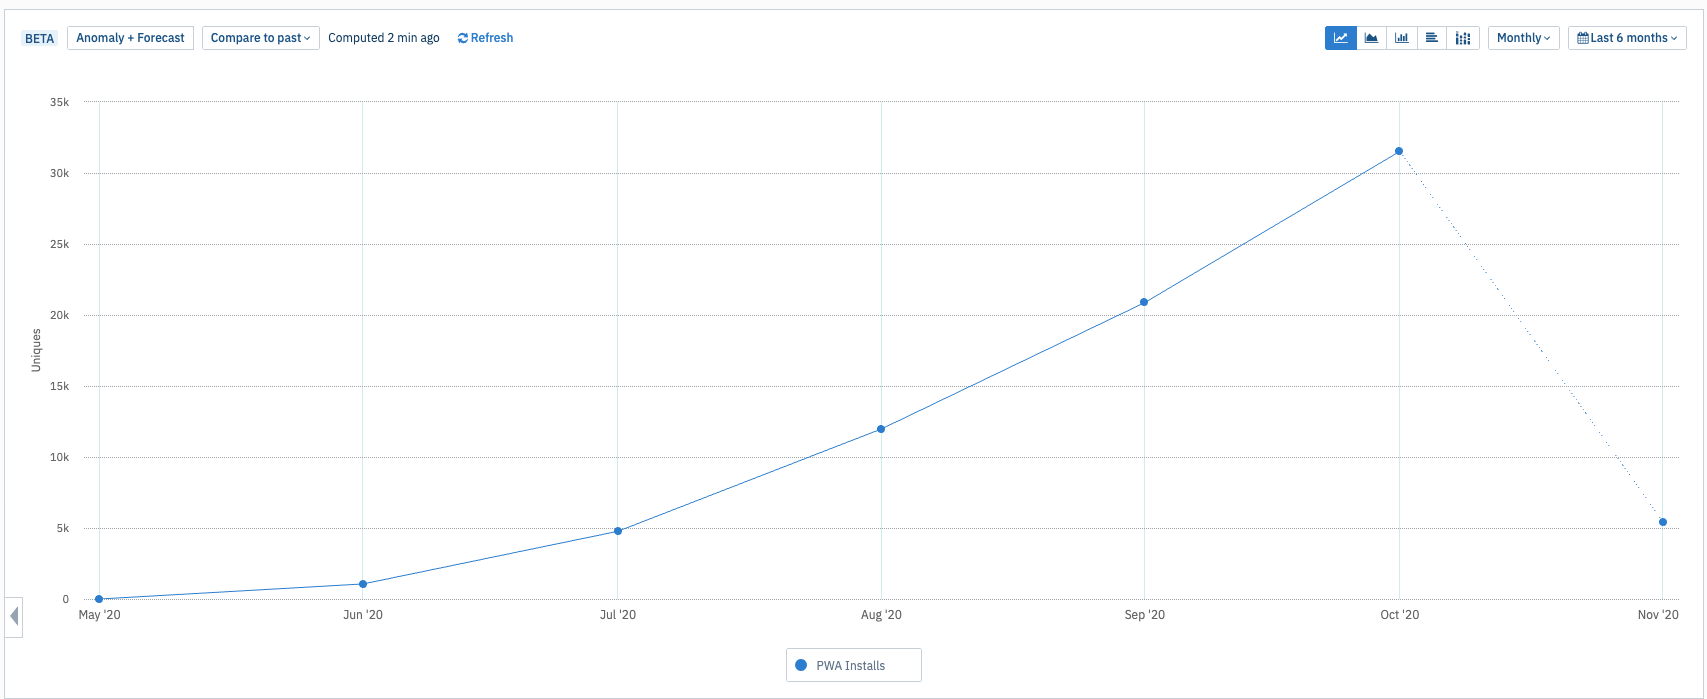 BETA Anomaly + Forecast Compare to past Computed 2 min ago Refresh Monthly Last 6 months
35k
30k
25k
20k
15k
10k
5k
0
Uniques
May '20 Jun '20 Jul '20 Aug '20 Sep '20 Oct '20 Nov '20
PWA Installs